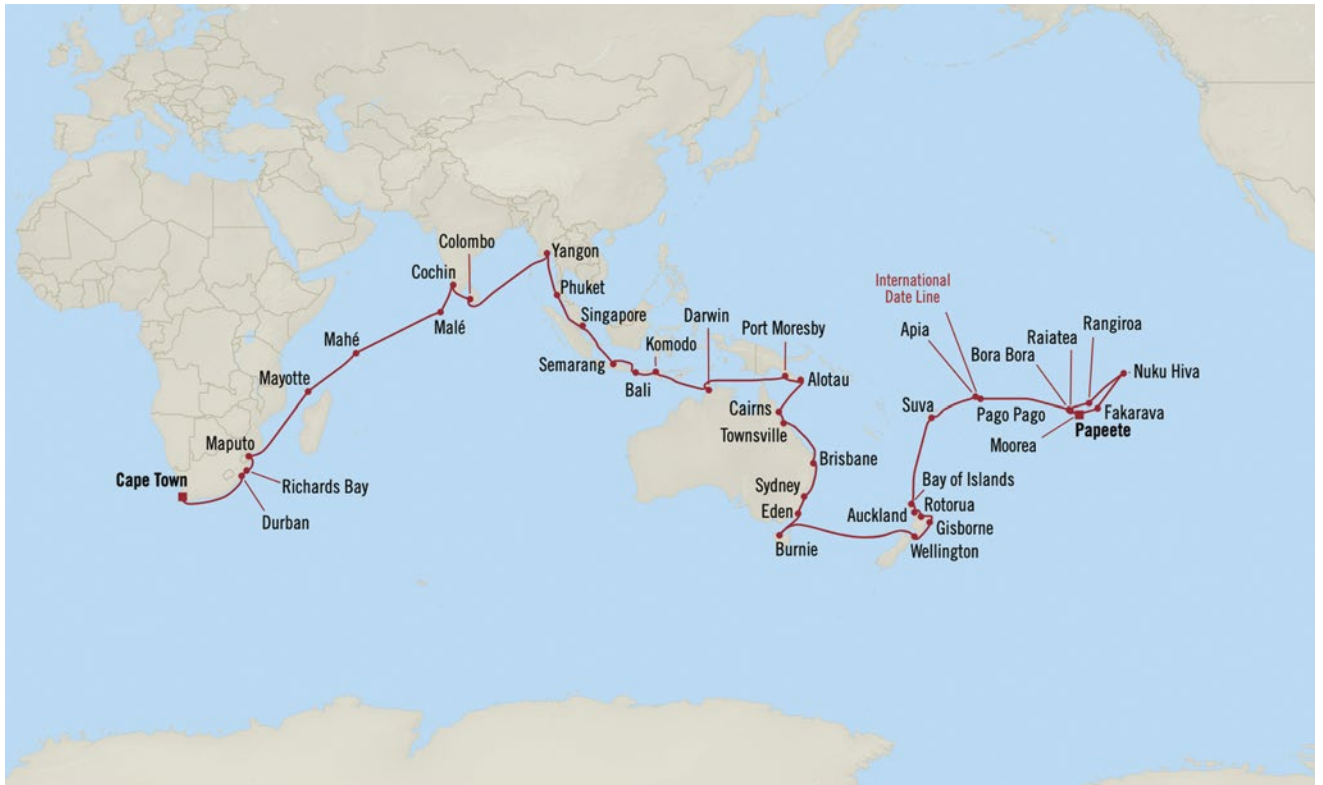 Cape Town
Durban
Richards Bay
Maputo
Mayotte
Mahé
Malé
Cochin
Colombo
Yangon
Phuket
Singapore
Semarang
Bali
Komodo
Darwin
Port Moresby
Alotau
Cairns
Townsville
Brisbane
Sydney
Eden
Burnie
Wellington
Gisborne
Rotorua
Auckland
Bay of Islands
Suva
Apia
International
Date Line
Pago Pago
Bora Bora
Raiatea
Rangiroa
Nuku Hiva
Fakarava
Moorea
Papeete